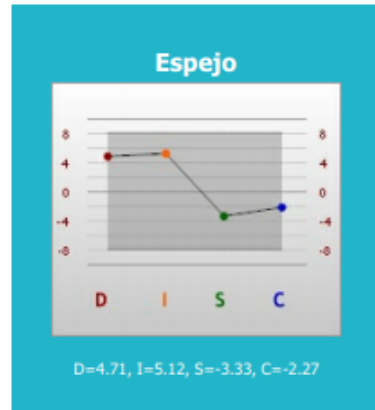 Espejo
8 8
4 4
0 0
-4 -4
-8 -8
D I S C
D=4.71, I=5.12, S=-3.33, C=-2.27